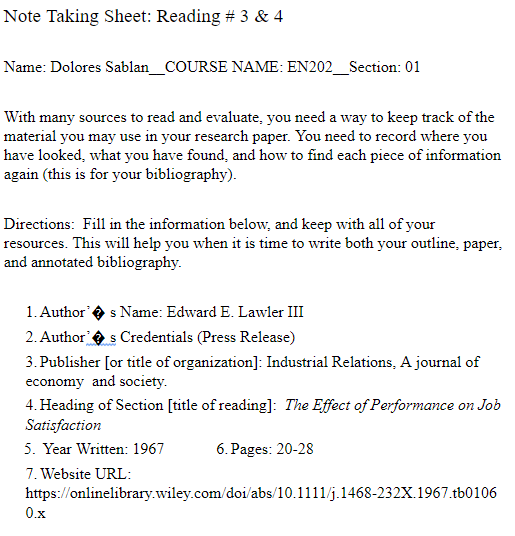 Note Taking Sheet: Reading # 3 & 4
Name: Dolores Sablan__COURSE NAME: EN202__Section: 01
With many sources to read and evaluate, you need a way to keep track of the
material you may use in your research paper. You need to record where you
have looked, what you have found, and how to find each piece of information
again (this is for your bibliography).
Directions:  Fill in the information below, and keep with all of your
resources. This will help you when it is time to write both your outline, paper,
and annotated bibliography.
1. Author’� s Name: Edward E. Lawler III
2. Author’� s Credentials (Press Release)
3. Publisher [or title of organization]: Industrial Relations, A journal of
economy  and society.
4. Heading of Section [title of reading]:  The Effect of Performance on Job
Satisfaction
5.  Year Written: 1967 6. Pages: 20-28
7. Website URL:
https://onlinelibrary.wiley.com/doi/abs/10.1111/j.1468-232X.1967.tb0106
0.x